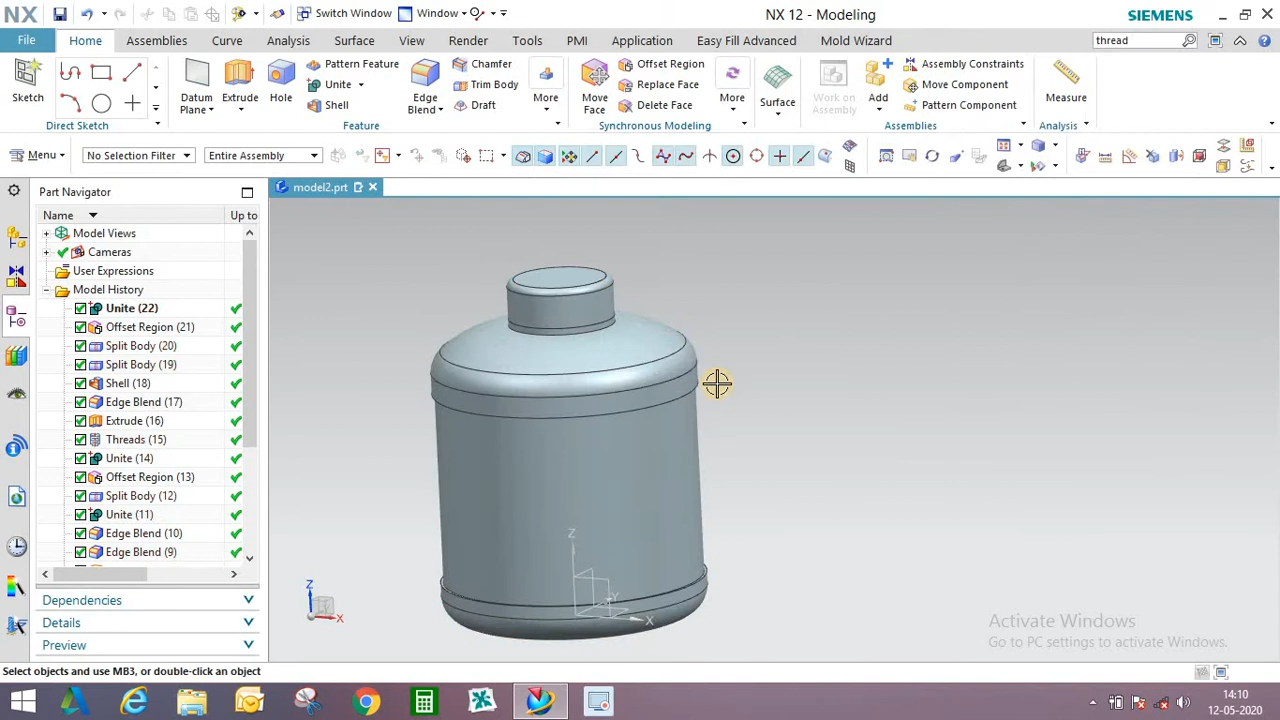 NX
Switch Window
Window
NX 12 - Modeling
SIEMENS
File
Home
Assemblies
Curve
Analysis
Surface
View
Render
Tools
PMI
Application
Easy Fill Advanced
Mold Wizard
thread
Sketch
Direct Sketch
Datum Plane
Extrude
Hole
Pattern Feature
Unite
Shell
Edge Blend
Chamfer
Trim Body
Draft
More
Feature
Move Face
Offset Region
Replace Face
Delete Face
More
Synchronous Modeling
Surface
Work on Assembly
Add
Assembly Constraints
Move Component
Pattern Component
Assemblies
Measure
Analysis
Menu
No Selection Filter
Entire Assembly
Part Navigator
model2.prt
Name
Up to
Model Views
Cameras
User Expressions
Model History
Unite (22)
Offset Region (21)
Split Body (20)
Split Body (19)
Shell (18)
Edge Blend (17)
Extrude (16)
Threads (15)
Unite (14)
Offset Region (13)
Split Body (12)
Unite (11)
Edge Blend (10)
Edge Blend (9)
Dependencies
Details
Preview
Z
Y
X
Z
X
Activate Windows
Go to PC settings to activate Windows.
Select objects and use MB3, or double-click an object
14:10
12-05-2020